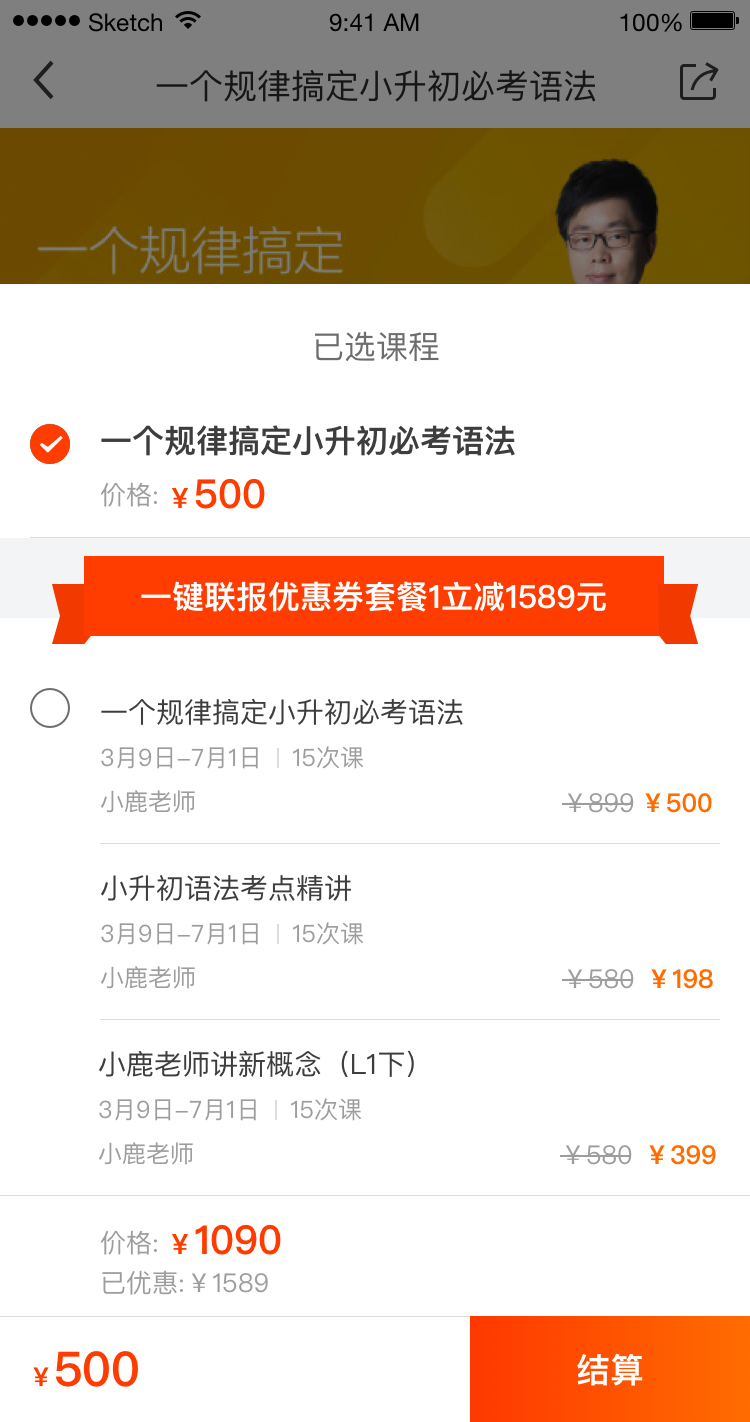 Sketch 9:41 AM 100%
一个规律搞定小升初必考语法
一个规律搞定
已选课程
一个规律搞定小升初必考语法
价格: ¥500
一键联报优惠券套餐1立减1589元
一个规律搞定小升初必考语法
3月9日–7月1日 | 15次课
小鹿老师 ¥899 ¥500
小升初语法考点精讲
3月9日–7月1日 | 15次课
小鹿老师 ¥580 ¥198
小鹿老师讲新概念（L1下）
3月9日–7月1日 | 15次课
小鹿老师 ¥580 ¥399
价格: ¥1090
已优惠: ¥1589
¥500 结算